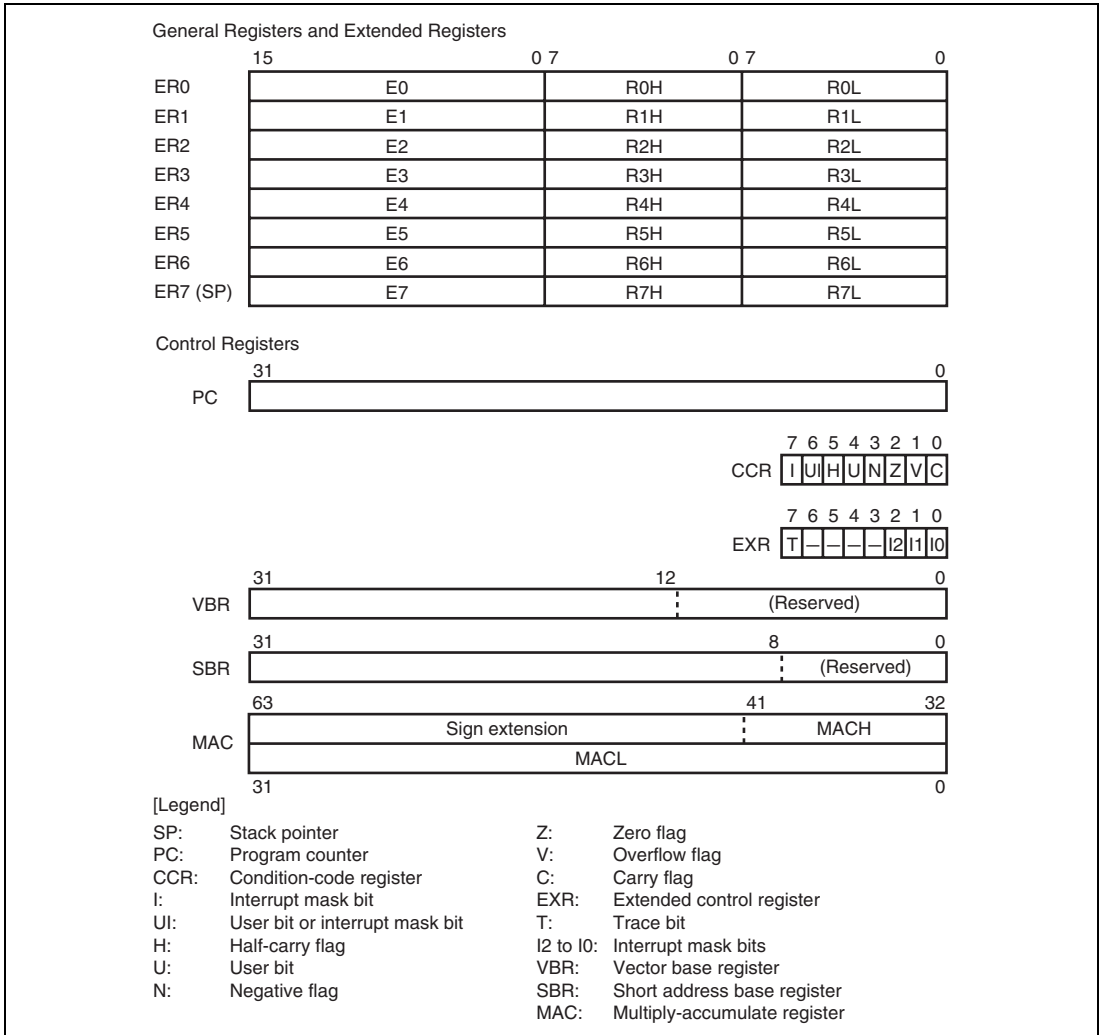 General Registers and Extended Registers
15 0 7 0 7 0
ER0 E0 R0H R0L
ER1 E1 R1H R1L
ER2 E2 R2H R2L
ER3 E3 R3H R3L
ER4 E4 R4H R4L
ER5 E5 R5H R5L
ER6 E6 R6H R6L
ER7 (SP) E7 R7H R7L
Control Registers
31 0
PC
7 6 5 4 3 2 1 0
CCR I UI H U N Z V C
7 6 5 4 3 2 1 0
EXR T — — — — I2 I1 I0
31 12 0
VBR (Reserved)
31 8 0
SBR (Reserved)
63 41 32
MAC Sign extension MACH
MACL
31 0
[Legend]
SP: Stack pointer
PC: Program counter
CCR: Condition-code register
I: Interrupt mask bit
UI: User bit or interrupt mask bit
H: Half-carry flag
U: User bit
N: Negative flag
Z: Zero flag
V: Overflow flag
C: Carry flag
EXR: Extended control register
T: Trace bit
I2 to I0: Interrupt mask bits
VBR: Vector base register
SBR: Short address base register
MAC: Multiply-accumulate register